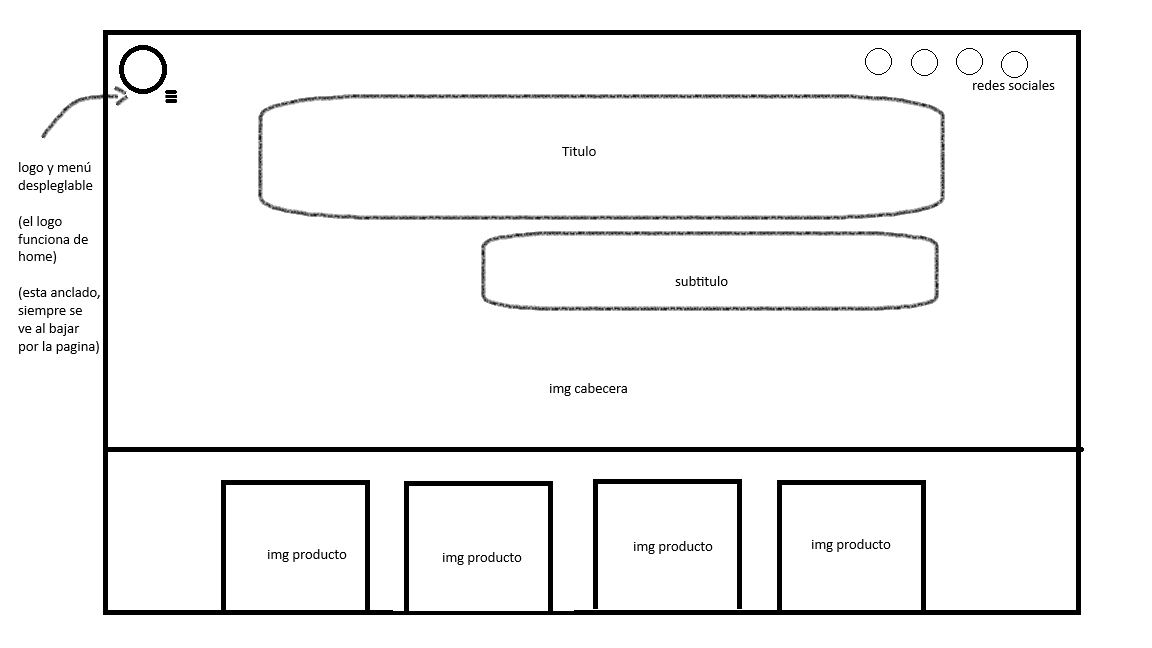 redes sociales
Titulo
logo y menú
despleglable
(el logo
funciona de
home)
(esta anclado,
siempre se
ve al bajar
por la pagina)
subtitulo
img cabecera
img producto
img producto
img producto
img producto